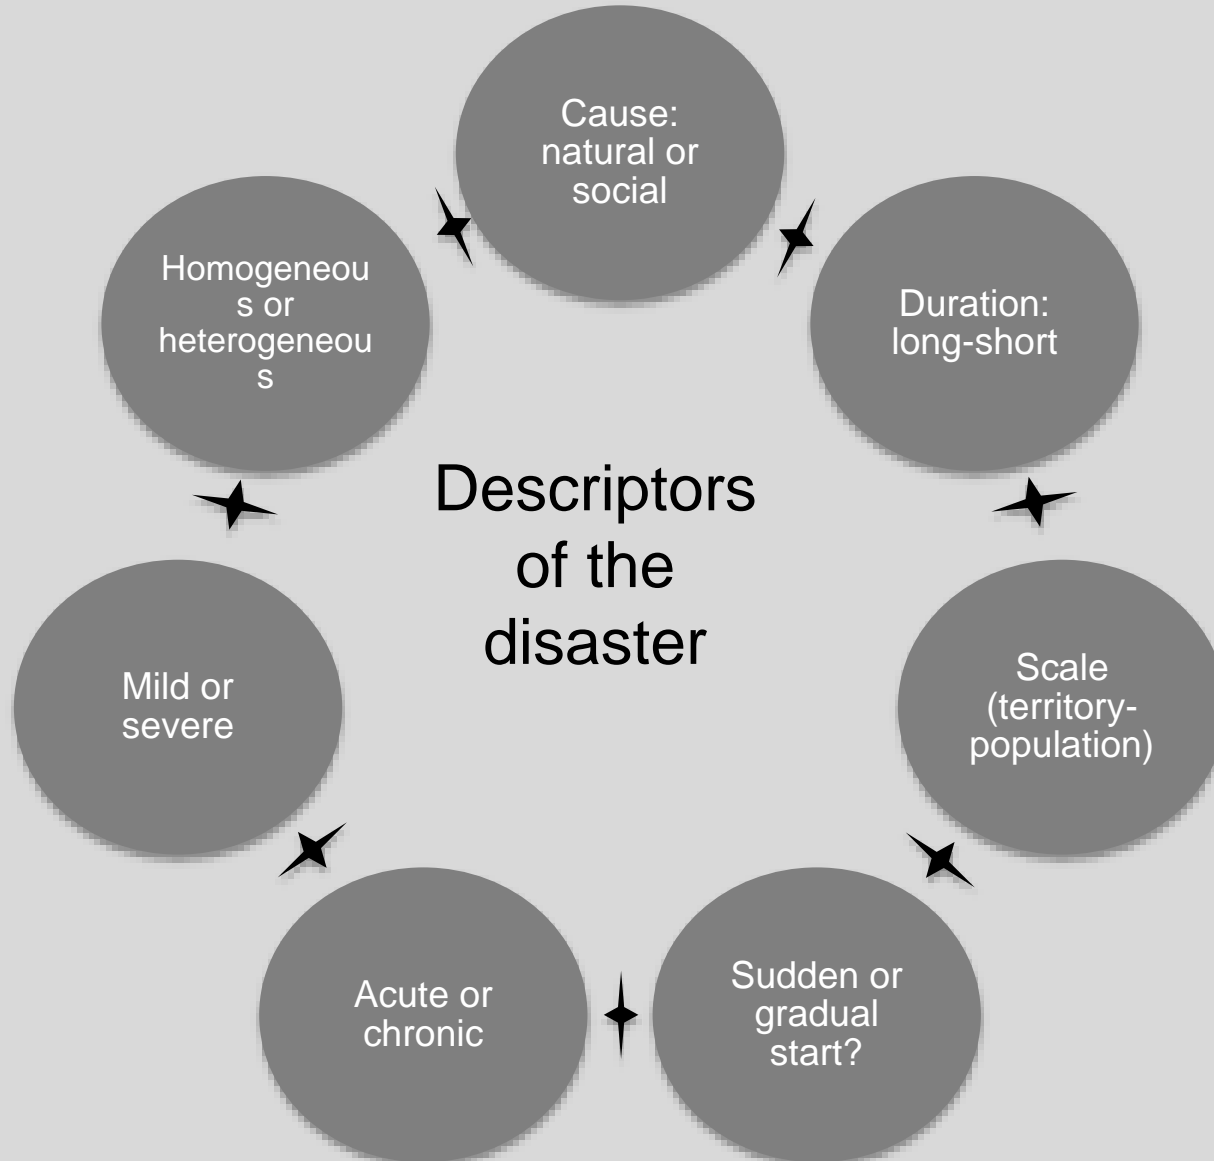 Cause:
natural or
social
Duration:
long-short
Scale
(territory-
population)
Sudden or
gradual
start?
Acute or
chronic
Mild or
severe
Homogeneou
s or
heterogeneou
s
Descriptors
of the
disaster